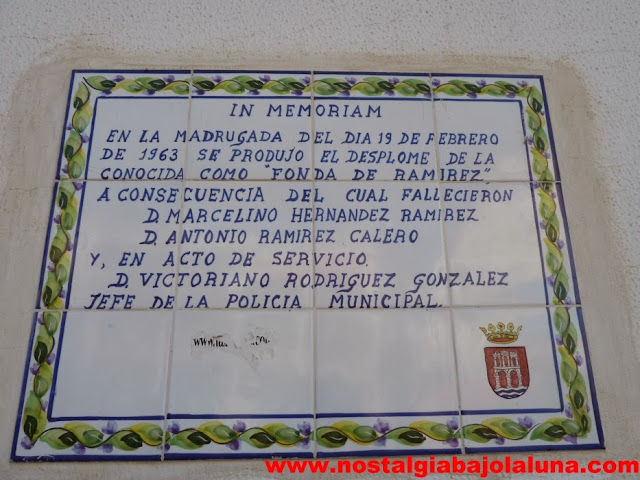 IN MEMORIAM
EN LA MADRUGADA DEL DIA 19 DE FEBRERO
DE 1963 SE PRODUJO EL DESPLOME DE LA
CONOCIDA COMO "FONDA DE RAMIREZ",
A CONSECUENCIA DEL CUAL FALLECIERON
D. MARCELINO HERNANDEZ RAMIREZ
D. ANTONIO RAMIREZ CALERO
Y, EN ACTO DE SERVICIO.
D. VICTORIANO RODRIGUEZ GONZALEZ
JEFE DE LA POLICIA MUNICIPAL.
www.nostalgiabajolaluna.com